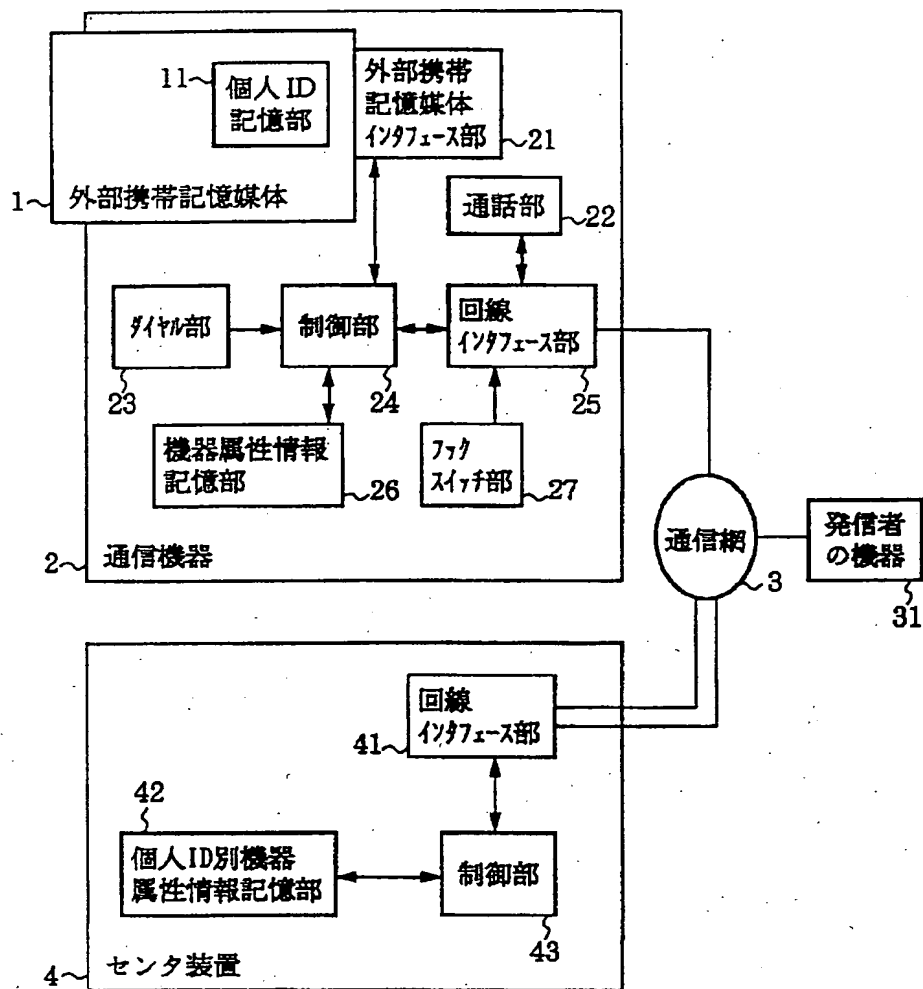 11
個人ID
記憶部
外部携帯
記憶媒体
インタフェース部
21
1
外部携帯記憶媒体
通話部
22
ダイヤル部
23
制御部
24
回線
インタフェース部
25
機器属性情報
記憶部
26
フック
スイッチ部
27
2
通信機器
通信網
3
発信者
の機器
31
回線
インタフェース部
41
42
個人ID別機器
属性情報記憶部
制御部
43
4
センタ装置